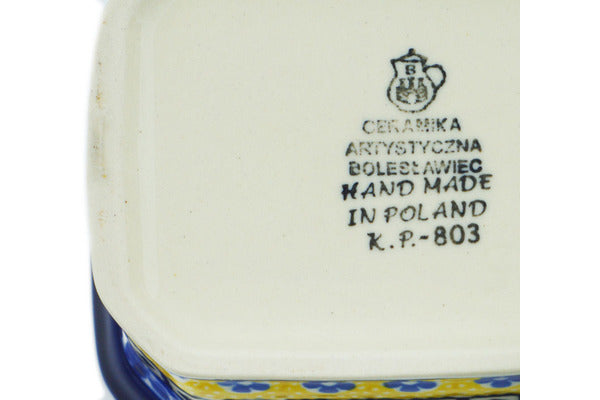 B
CERAMIKA
ARTYSTYCZNA
BOLESŁAWIEC
HAND MADE
IN POLAND
K.P.-803